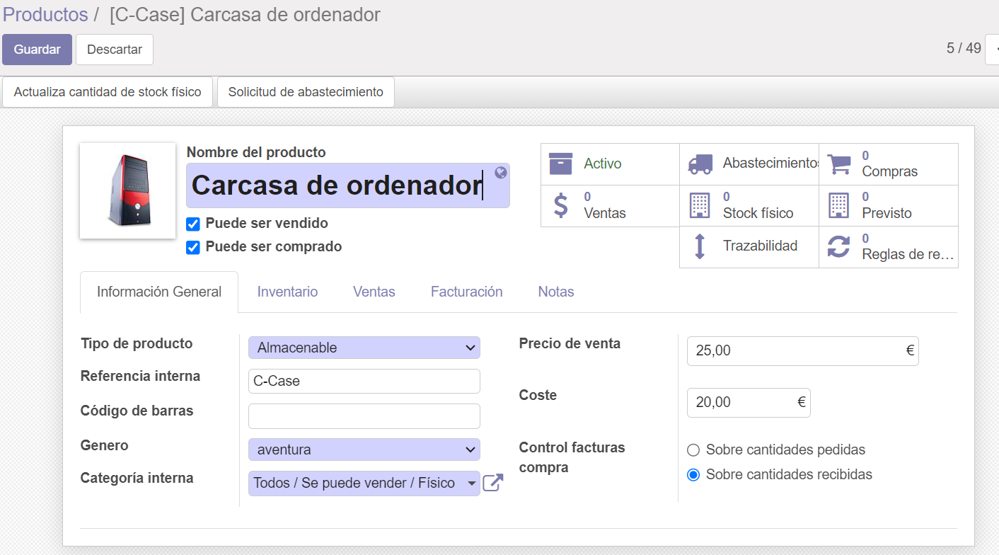 Productos / [C-Case] Carcasa de ordenador
Guardar Descartar 5 / 49
Actualiza cantidad de stock físico Solicitud de abastecimiento
Nombre del producto
Carcasa de ordenador
Puede ser vendido
Puede ser comprado
Activo
Abastecimientos
0
Compras
$ 0
Ventas
0
Stock físico
0
Previsto
Trazabilidad
0
Reglas de re…
Información General Inventario Ventas Facturación Notas
Tipo de producto Almacenable
Referencia interna C-Case
Código de barras
Genero aventura
Categoría interna Todos / Se puede vender / Físico
Precio de venta 25,00 €
Coste 20,00 €
Control facturas
compra
Sobre cantidades pedidas
Sobre cantidades recibidas